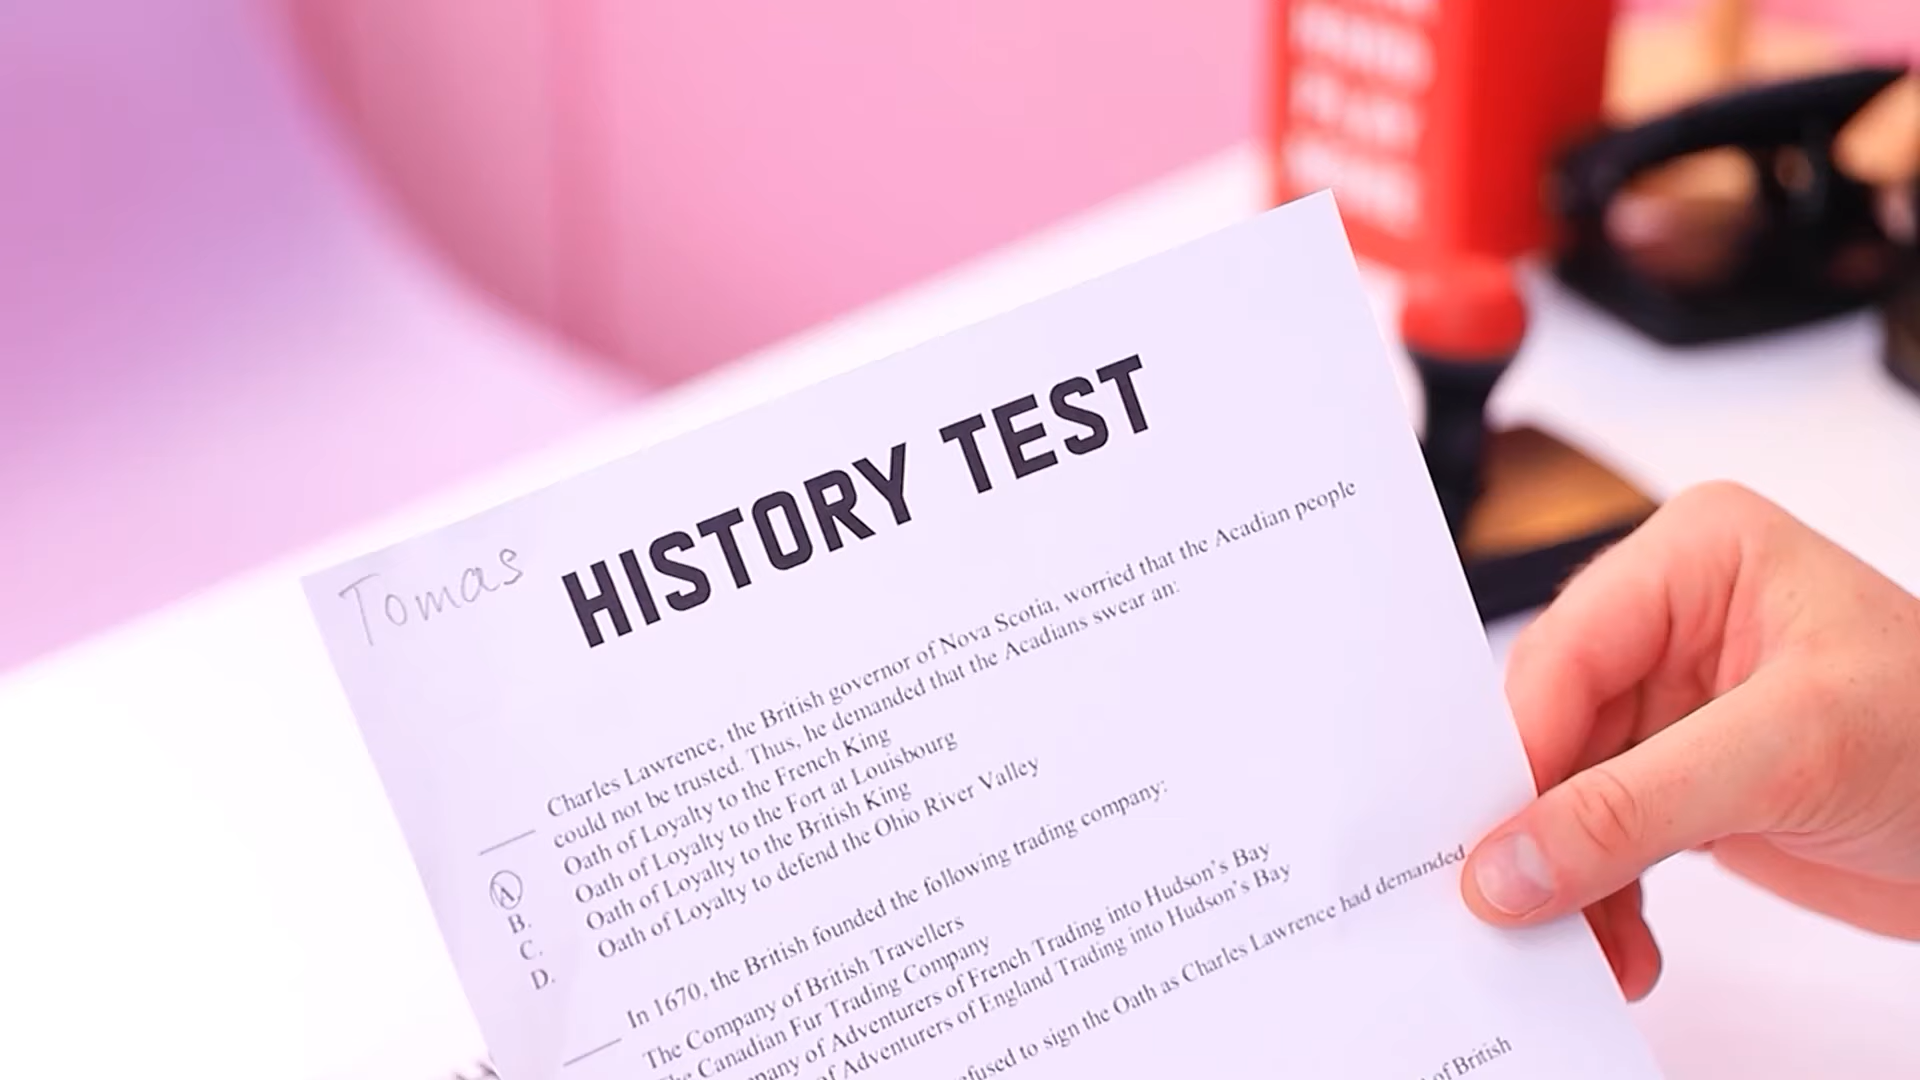 Tomas
HISTORY TEST
Charles Lawrence, the British governor of Nova Scotia, worried that the Acadian people
could not be trusted. Thus, he demanded that the Acadians swear an:
A. Oath of Loyalty to the French King
B. Oath of Loyalty to the Fort at Louisbourg
C. Oath of Loyalty to the British King
D. Oath of Loyalty to defend the Ohio River Valley
In 1670, the British founded the following trading company:
The Company of British Travellers
Canadian Fur Trading Company
of Adventurers of French Trading into Hudson's Bay
of Adventurers of England Trading into Hudson's Bay
to sign the Oath as Charles Lawrence had demanded
of British